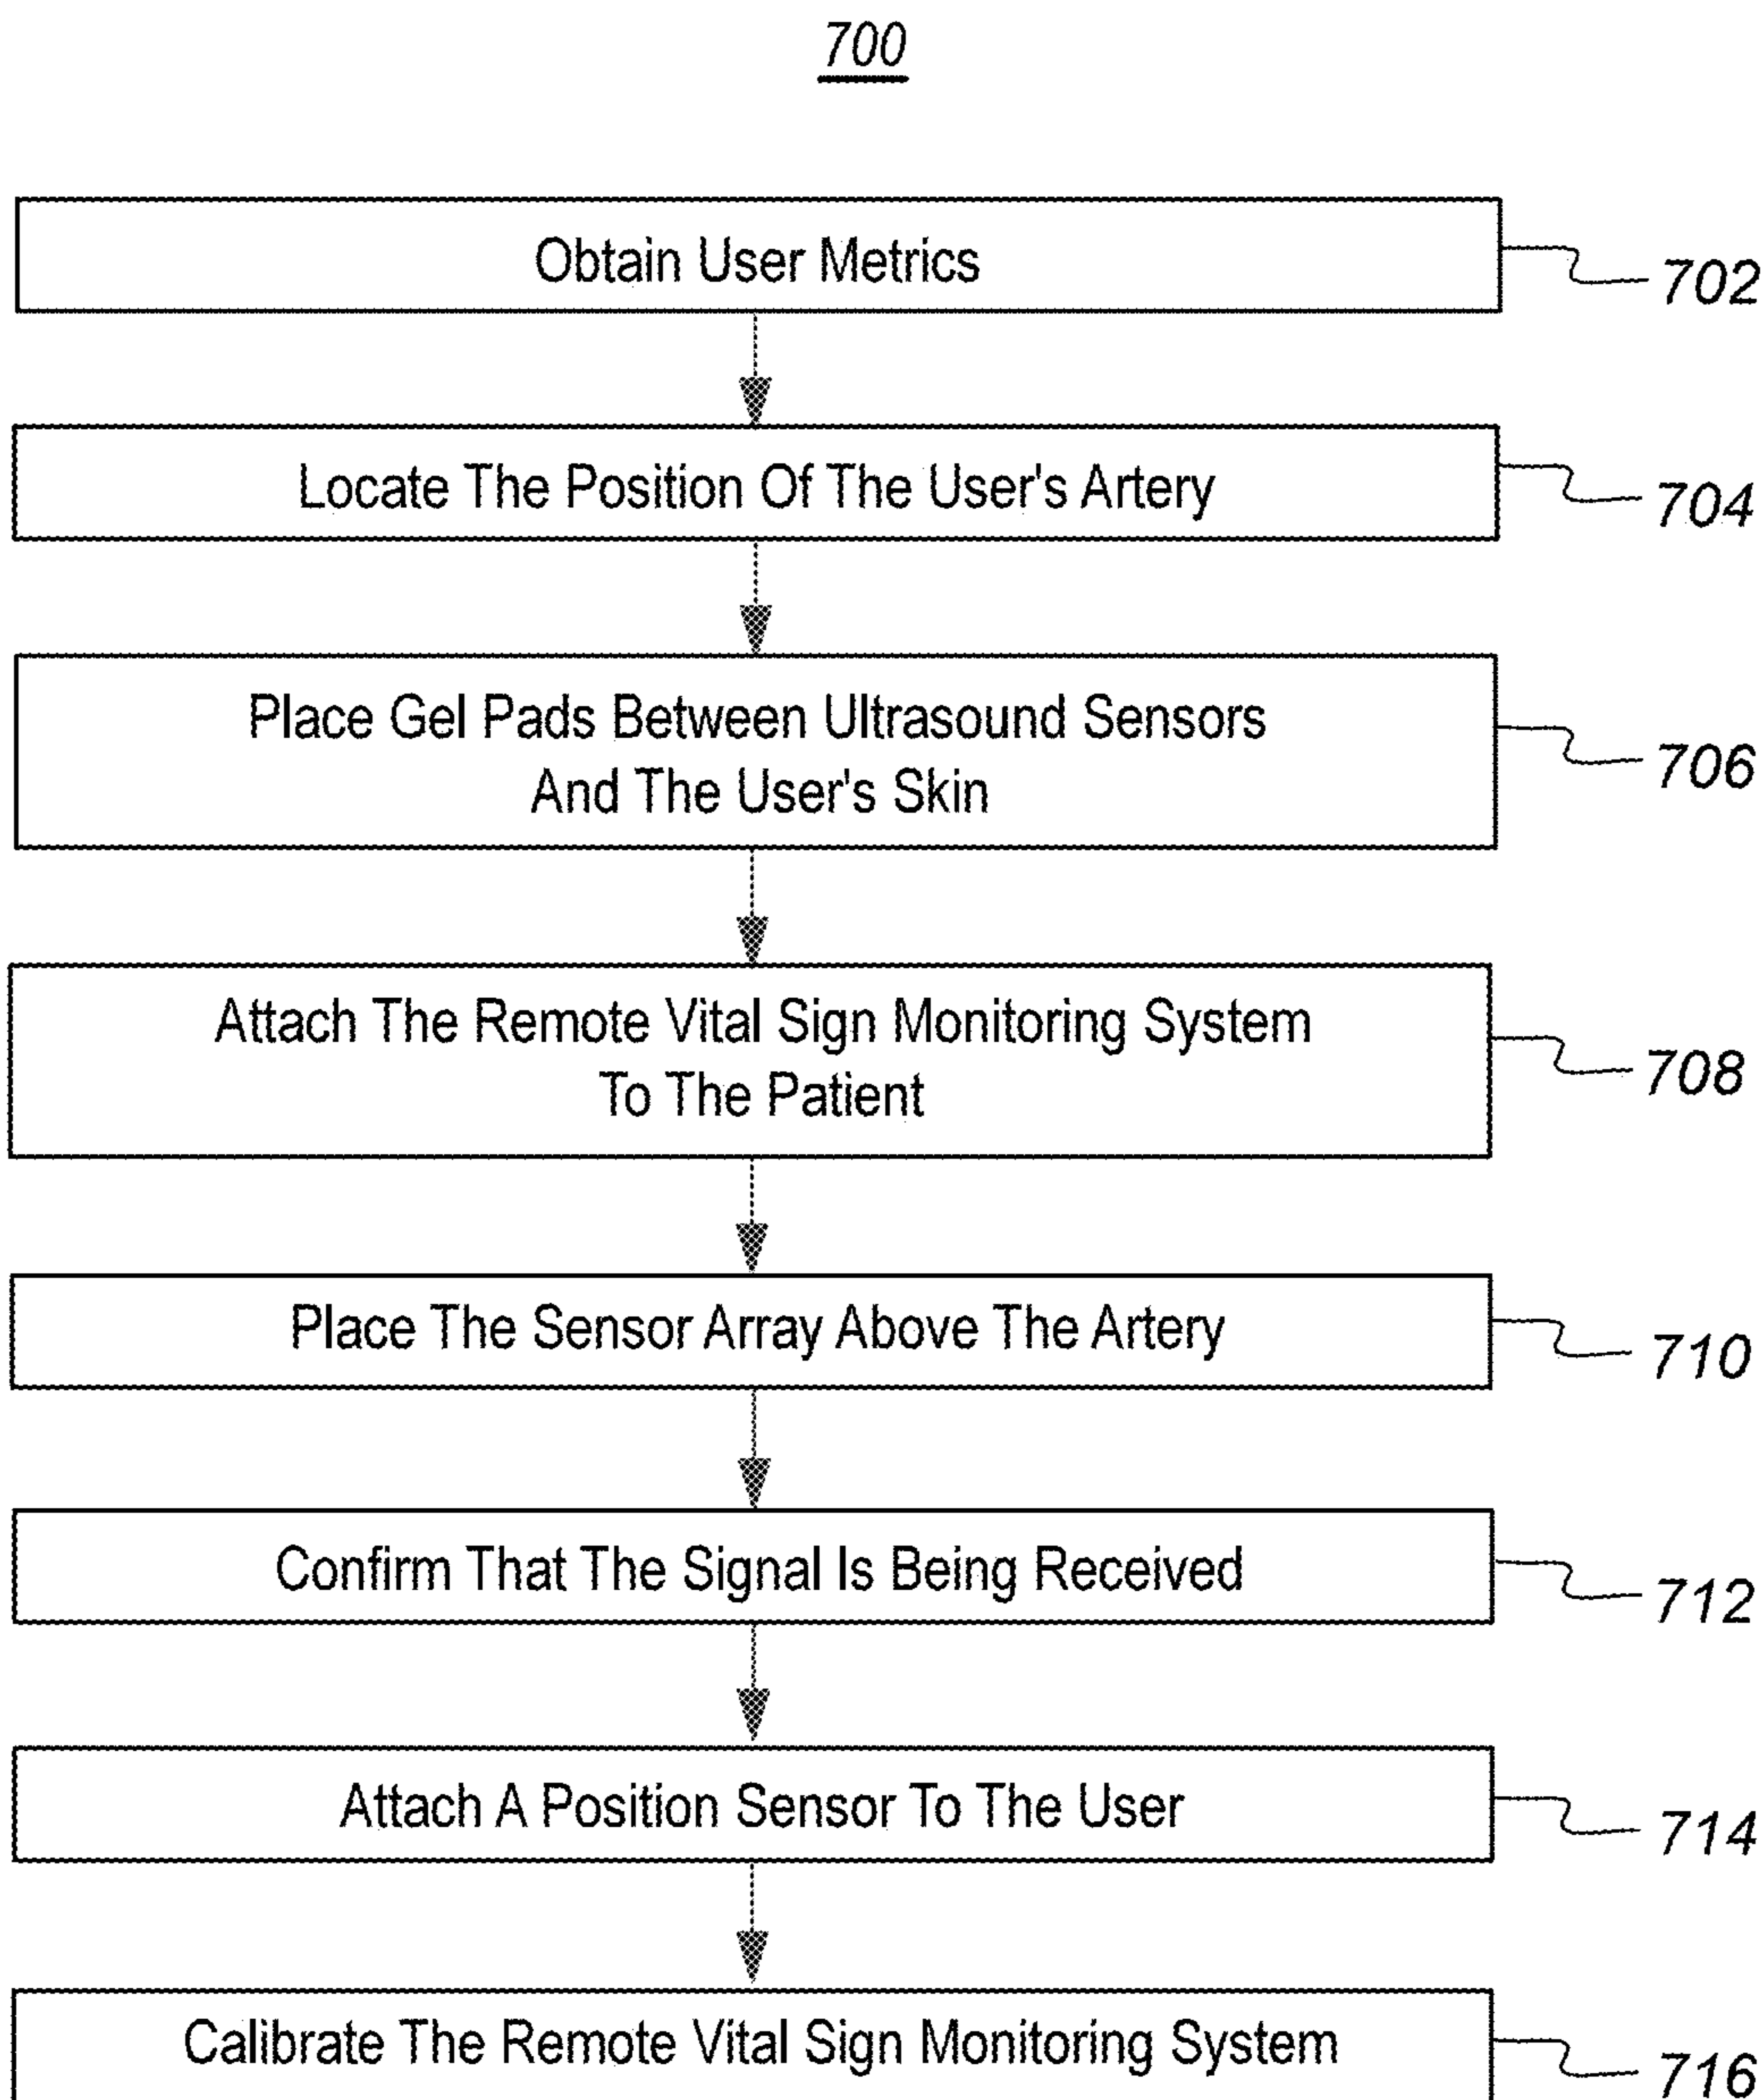 700
Obtain User Metrics
702
Locate The Position Of The User's Artery
704
Place Gel Pads Between Ultrasound Sensors
And The User's Skin
706
Attach The Remote Vital Sign Monitoring System
To The Patient
708
Place The Sensor Array Above The Artery
710
Confirm That The Signal Is Being Received
712
Attach A Position Sensor To The User
714
Calibrate The Remote Vital Sign Monitoring System
716